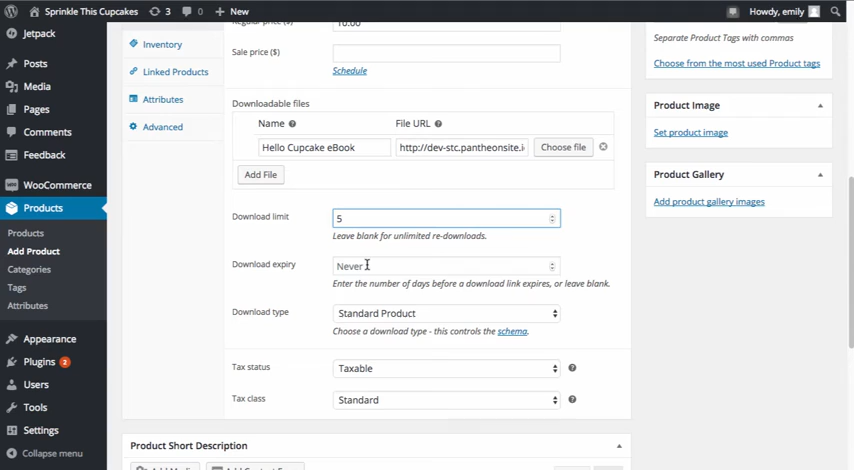 Sprinkle This Cupcakes 3 0 + New Howdy, emily
Jetpack
Posts
Media
Pages
Comments
Feedback
WooCommerce
Products
Products
Add Product
Categories
Tags
Attributes
Appearance
Plugins 2
Users
Tools
Settings
Collapse menu
Inventory
Linked Products
Attributes
Advanced
Regular price ($) 10.00
Sale price ($)
Schedule
Downloadable files
Name File URL
Hello Cupcake eBook http://dev-stc.pantheonsite.i Choose file
Add File
Download limit 5
Leave blank for unlimited re-downloads.
Download expiry Never
Enter the number of days before a download link expires, or leave blank.
Download type Standard Product
Choose a download type - this controls the schema.
Tax status Taxable
Tax class Standard
Product Short Description
Add Media
Separate Product Tags with commas
Choose from the most used Product tags
Product Image
Set product image
Product Gallery
Add product gallery images